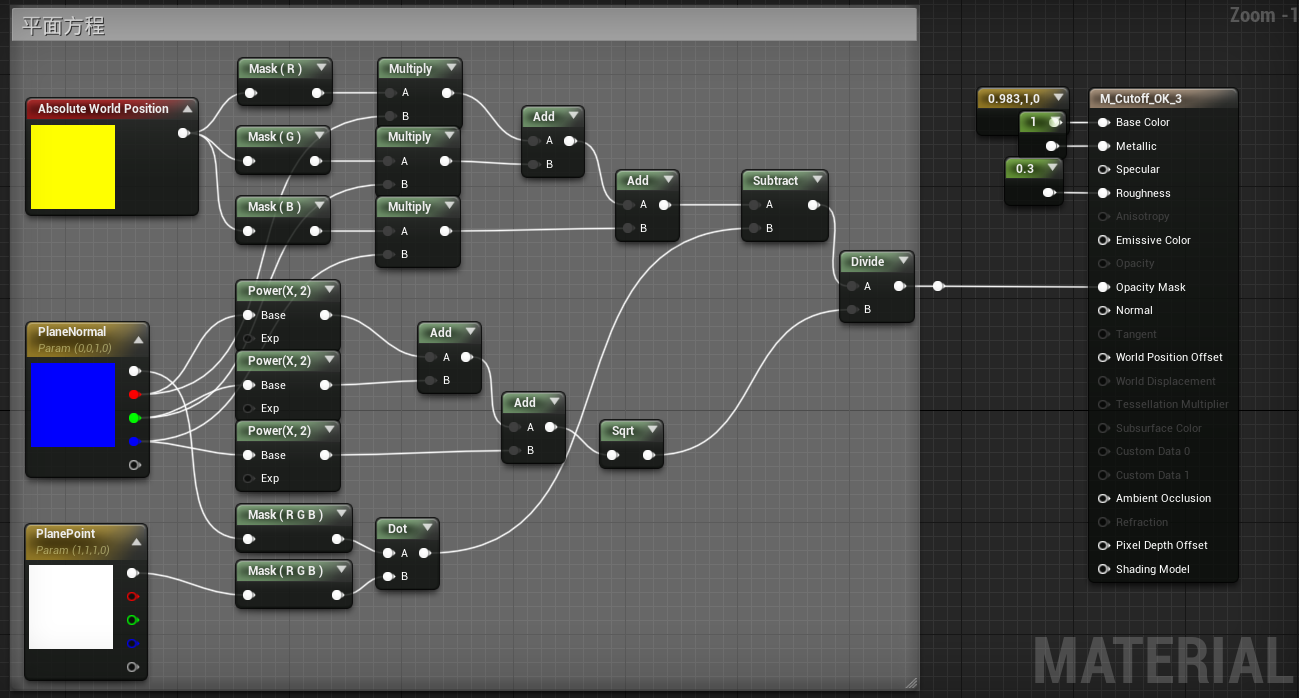 平面方程
Zoom -1
Absolute World Position
Mask ( R )
Mask ( G )
Mask ( B )
Multiply
A
B
Multiply
A
B
Multiply
A
B
Add
A
B
Add
A
B
Subtract
A
B
Divide
A
B
PlaneNormal
Param (0,0,1,0)
Power(X, 2)
Base
Exp
Power(X, 2)
Base
Exp
Power(X, 2)
Base
Exp
Add
A
B
Add
A
B
Sqrt
PlanePoint
Param (1,1,1,0)
Mask ( R G B )
Mask ( R G B )
Dot
A
B
0.983,1,0
1
0.3
M_Cutoff_OK_3
Base Color
Metallic
Specular
Roughness
Anisotropy
Emissive Color
Opacity
Opacity Mask
Normal
Tangent
World Position Offset
World Displacement
Tessellation Multiplier
Subsurface Color
Custom Data 0
Custom Data 1
Ambient Occlusion
Refraction
Pixel Depth Offset
Shading Model
MATERIAL